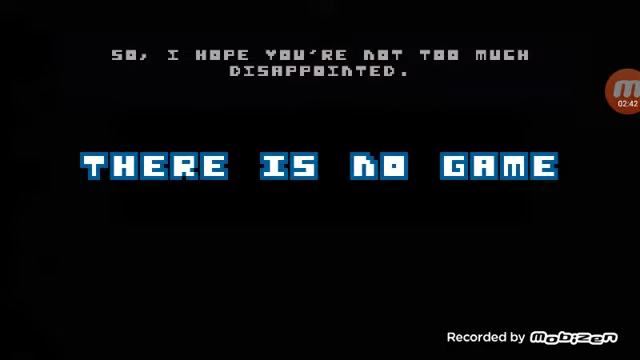 SO, I HOPE YOU'RE NOT TOO MUCH
DISAPPOINTED.
THERE IS NO GAME
02:42
Recorded by mobizen